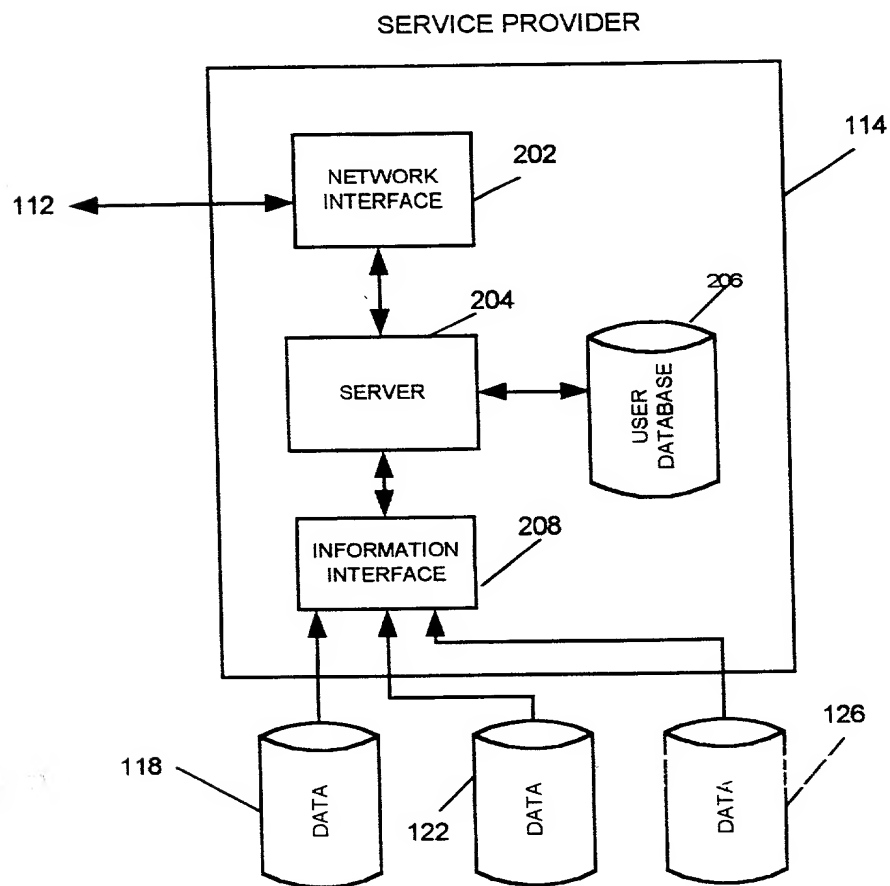 SERVICE PROVIDER
114
202
NETWORK
INTERFACE
112
206
204
SERVER
USER
DATABASE
208
INFORMATION
INTERFACE
126
118
DATA
122
DATA
DATA